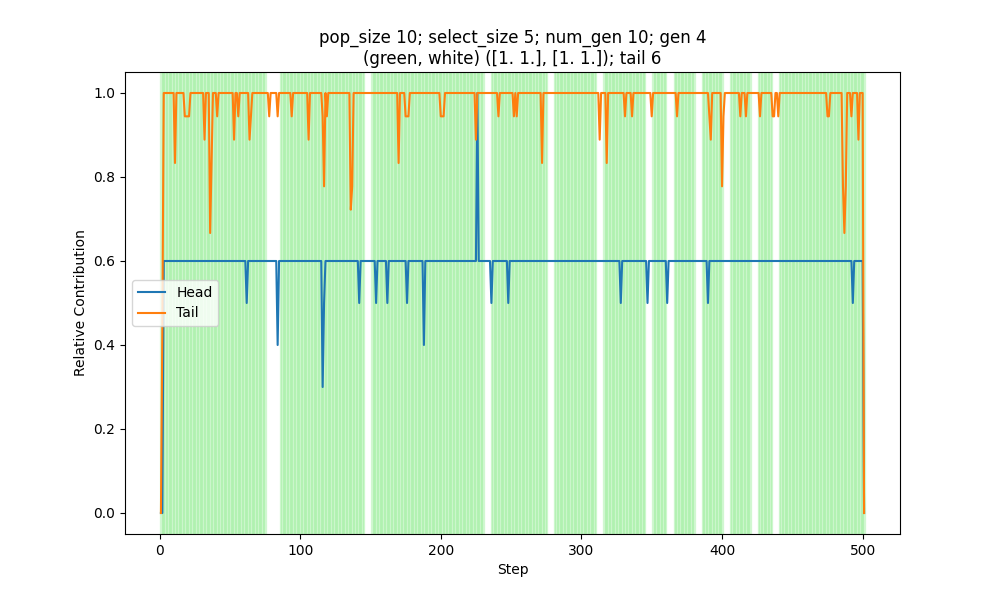 pop_size 10; select_size 5; num_gen 10; gen 4
(green, white) ([1. 1.], [1. 1.]); tail 6
Relative Contribution
1.0
0.8
0.6
0.4
0.2
0.0
Head
Tail
0
100
200
300
400
500
Step